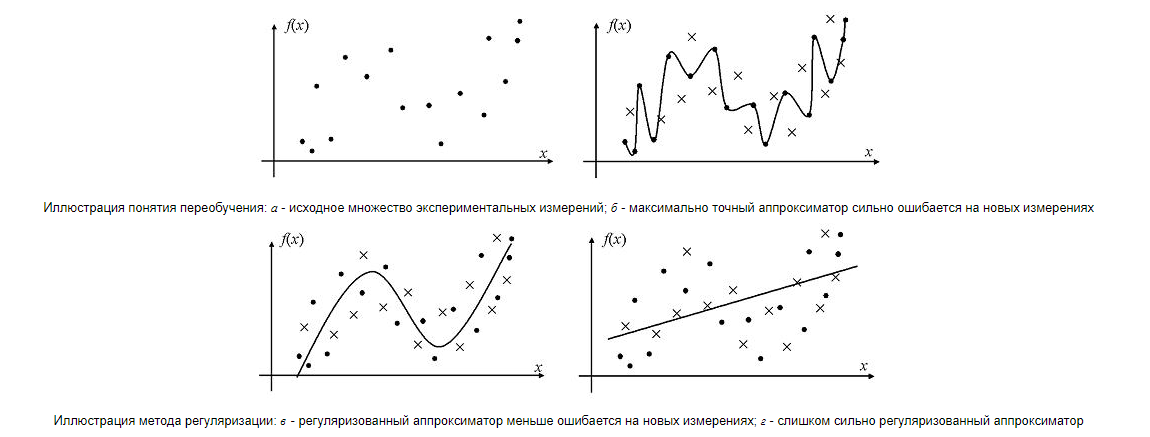 f(x)
f(x)
x
x
Иллюстрация понятия переобучения: а - исходное множество экспериментальных измерений; б - максимально точный аппроксиматор сильно ошибается на новых измерениях
f(x)
f(x)
x
x
Иллюстрация метода регуляризации: в - регуляризованный аппроксиматор меньше ошибается на новых измерениях; г - слишком сильно регуляризованный аппроксиматор